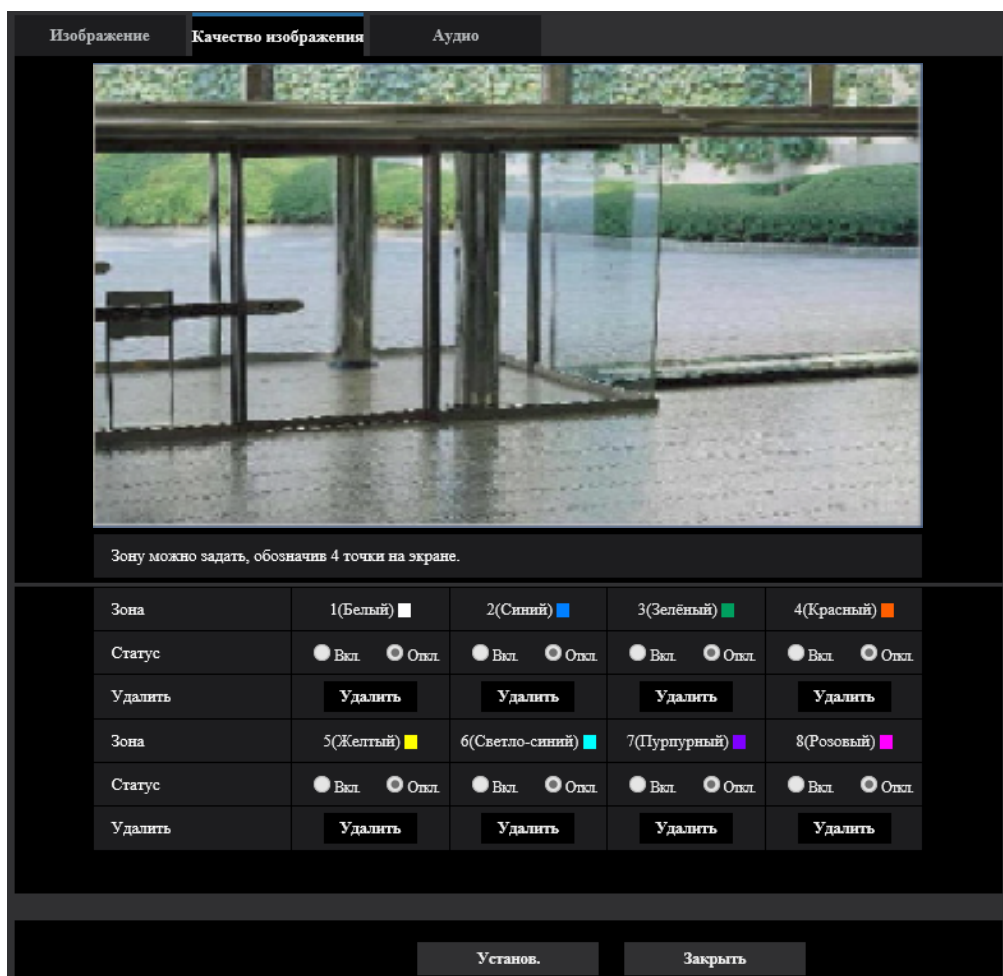 Изображение Качество изображения Аудио
Зону можно задать, обозначив 4 точки на экране.
Зона 1(Белый) 2(Синий) 3(Зелёный) 4(Красный)
Статус Вкл. Откл. Вкл. Откл. Вкл. Откл. Вкл. Откл.
Удалить Удалить Удалить Удалить Удалить
Зона 5(Желтый) 6(Светло-синий) 7(Пурпурный) 8(Розовый)
Статус Вкл. Откл. Вкл. Откл. Вкл. Откл. Вкл. Откл.
Удалить Удалить Удалить Удалить Удалить
Установ. Закрыть